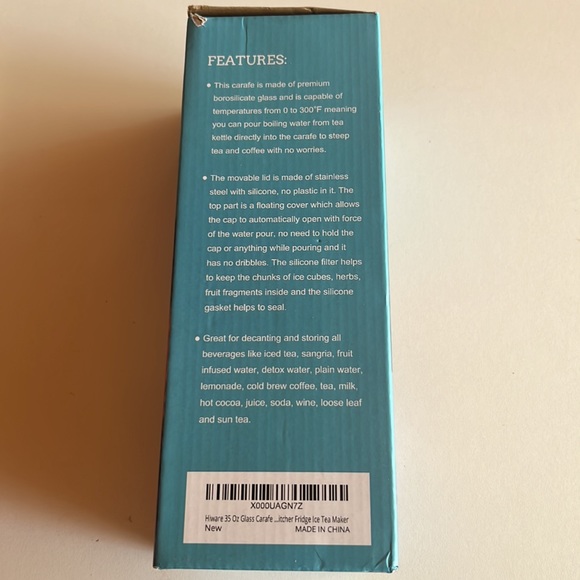 FEATURES:
• This carafe is made of premium
borosilicate glass and is capable of
temperatures from 0 to 300°F meaning
you can pour boiling water from tea
kettle directly into the carafe to steep
tea and coffee with no worries.
• The movable lid is made of stainless
steel with silicone, no plastic in it. The
top part is a floating cover which allows
the cap to automatically open with force
of the water pour, no need to hold the
cap or anything while pouring and it
has no dribbles. The silicone filter helps
to keep the chunks of ice cubes, herbs,
fruit fragments inside and the silicone
gasket helps to seal.
• Great for decanting and storing all
beverages like iced tea, sangria, fruit
infused water, detox water, plain water,
lemonade, cold brew coffee, tea, milk,
hot cocoa, juice, soda, wine, loose leaf
and sun tea.
X000UAGN7Z
Hiware 35 Oz Glass Carafe ...itcher Fridge Ice Tea Maker
New MADE IN CHINA